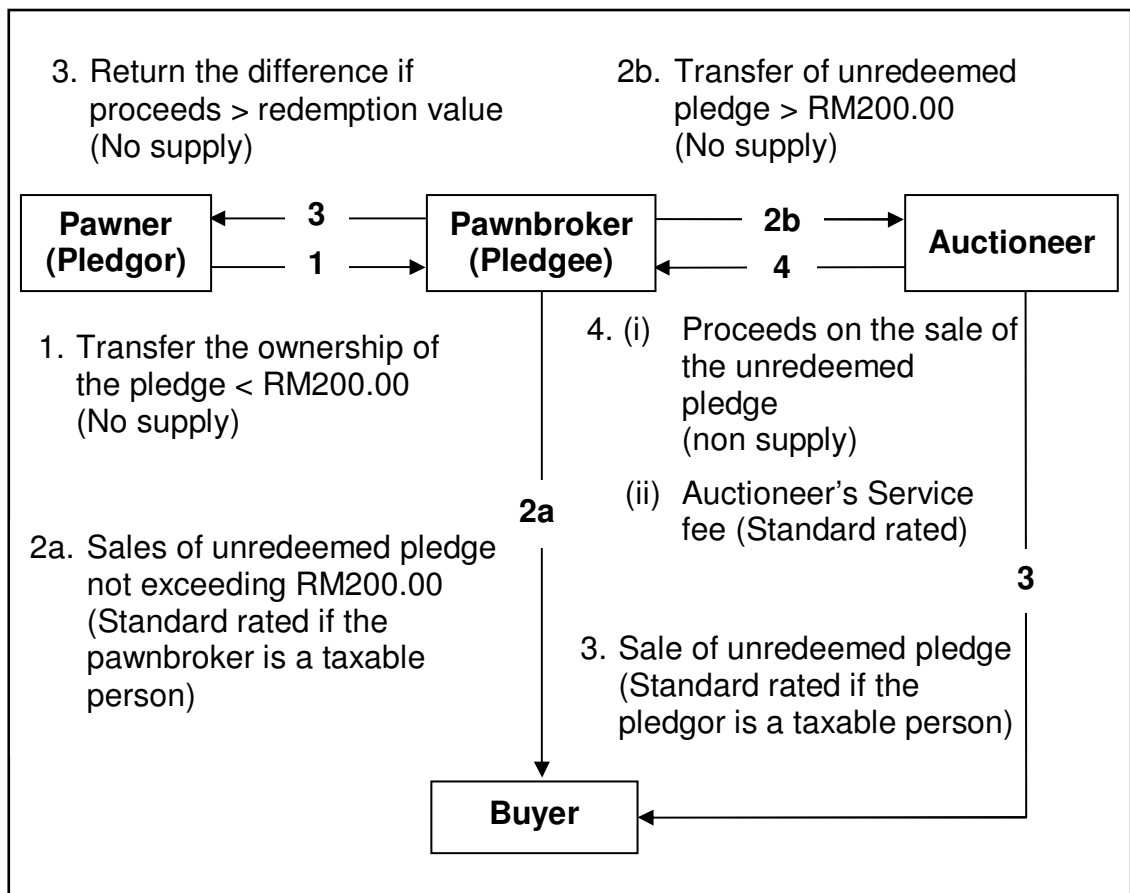 3. Return the difference if
proceeds > redemption value
(No supply)
2b. Transfer of unredeemed
pledge > RM200.00
(No supply)
Pawner
(Pledgor)
3
1
Pawnbroker
(Pledgee)
2b
4
Auctioneer
1. Transfer the ownership of
the pledge < RM200.00
(No supply)
4. (i) Proceeds on the sale of
the unredeemed
pledge
(non supply)
(ii) Auctioneer’s Service
fee (Standard rated)
2a
2a. Sales of unredeemed pledge
not exceeding RM200.00
(Standard rated if the
pawnbroker is a taxable
person)
3
3. Sale of unredeemed pledge
(Standard rated if the
pledgor is a taxable person)
Buyer